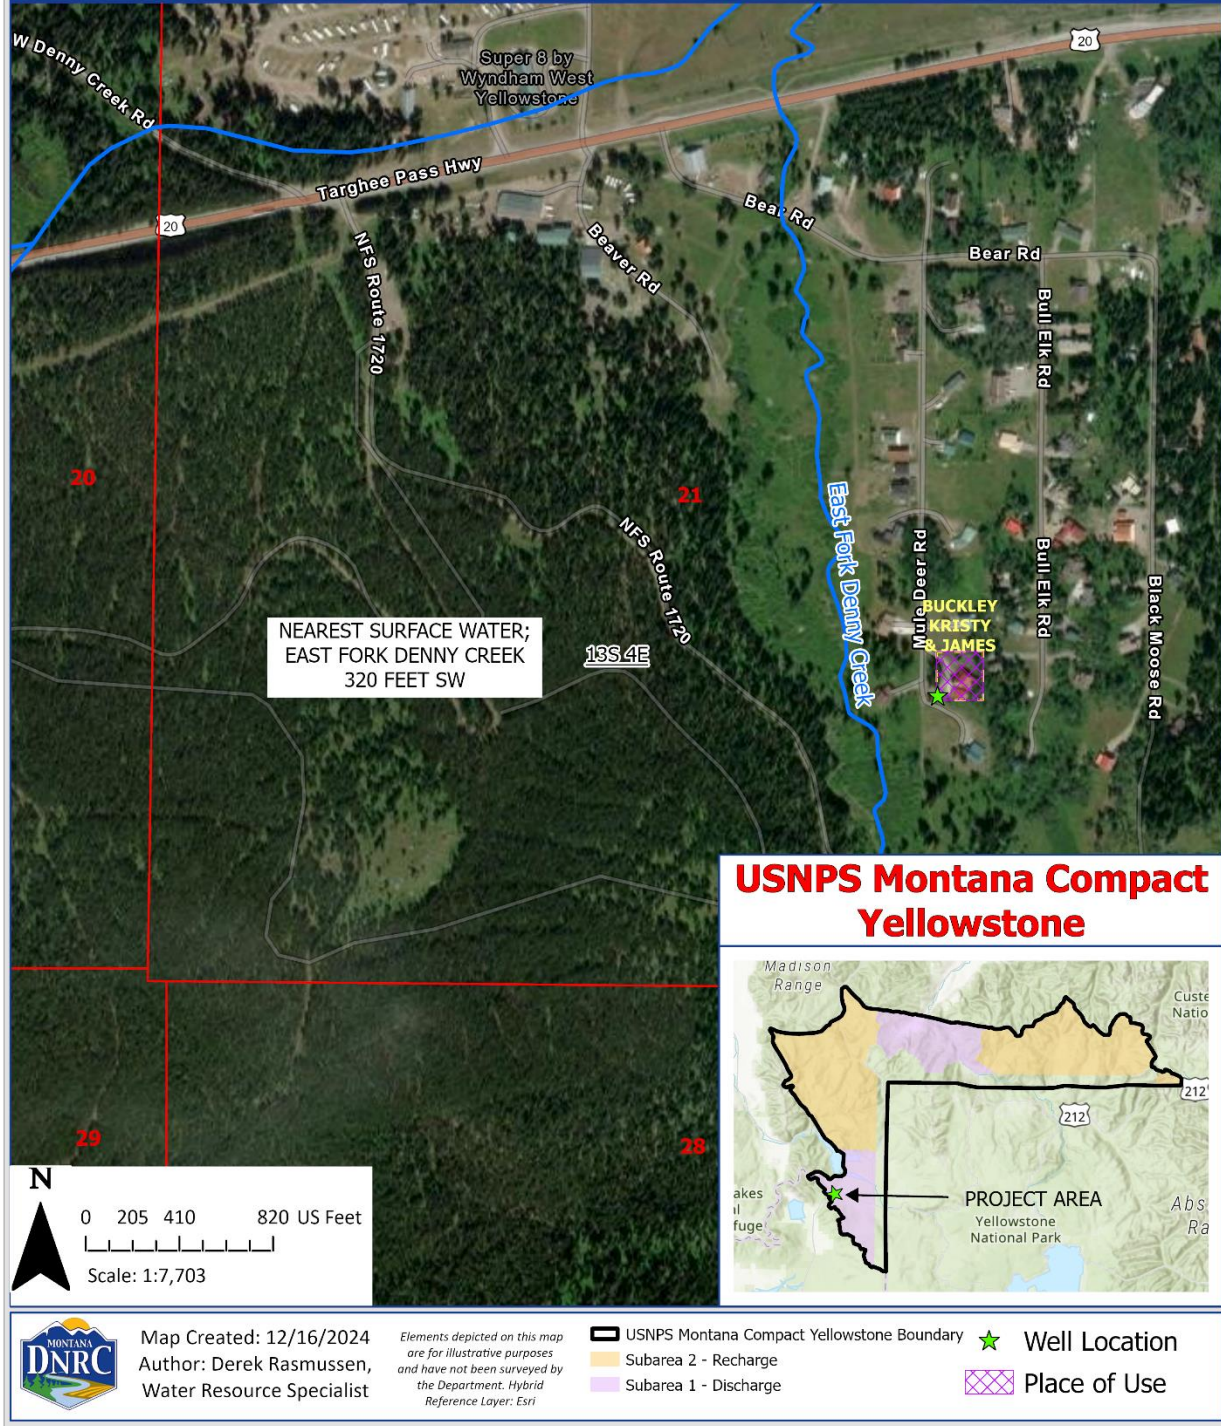 W Denny Creek Rd
Super 8 by
Wyndham West
Yellowstone
20
Targhee Pass Hwy
20
NFS Route 1720
Beaver Rd
Bear Rd
Bear Rd
Bull Elk Rd
20
21
NFS Route 1720
East Fork Denny Creek
Mule Deer Rd
Bull Elk Rd
Black Moose Rd
BUCKLEY
KRISTY
& JAMES
NEAREST SURFACE WATER;
EAST FORK DENNY CREEK
320 FEET SW
13S 4E
29
28
USNPS Montana Compact
Yellowstone
Madison
Range
Custe
Natio
212
212
akes
al
fuge
PROJECT AREA
Yellowstone
National Park
Abs
Ra
N
0 205 410 820 US Feet
Scale: 1:7,703
MONTANA
DNRC
Map Created: 12/16/2024
Author: Derek Rasmussen,
Water Resource Specialist
Elements depicted on this map
are for illustrative purposes
and have not been surveyed by
the Department. Hybrid
Reference Layer: Esri
USNPS Montana Compact Yellowstone Boundary
Subarea 2 - Recharge
Subarea 1 - Discharge
Well Location
Place of Use